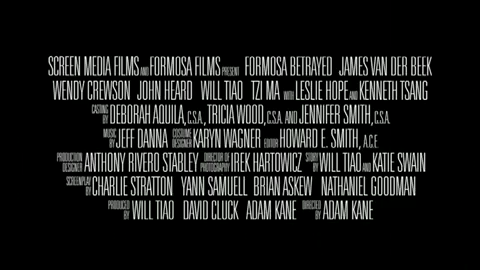 SCREEN MEDIA FILMS AND FORMOSA FILMS PRESENT FORMOSA BETRAYED JAMES VAN DER BEEK
WENDY CREWSON JOHN HEARD WILL TIAO TZI MA WITH LESLIE HOPE AND KENNETH TSANG
CASTING BY DEBORAH AQUILA, C.S.A., TRICIA WOOD, C.S.A. AND JENNIFER SMITH, C.S.A.
MUSIC BY JEFF DANNA COSTUME DESIGNER KARYN WAGNER EDITOR HOWARD E. SMITH, A.C.E
PRODUCTION DESIGNER ANTHONY RIVERO STABLEY DIRECTOR OF PHOTOGRAPHY IREK HARTOWICZ STORY BY WILL TIAO AND KATIE SWAIN
SCREENPLAY BY CHARLIE STRATTON YANN SAMUELL BRIAN ASKEW NATHANIEL GOODMAN
PRODUCED BY WILL TIAO DAVID CLUCK ADAM KANE DIRECTED BY ADAM KANE